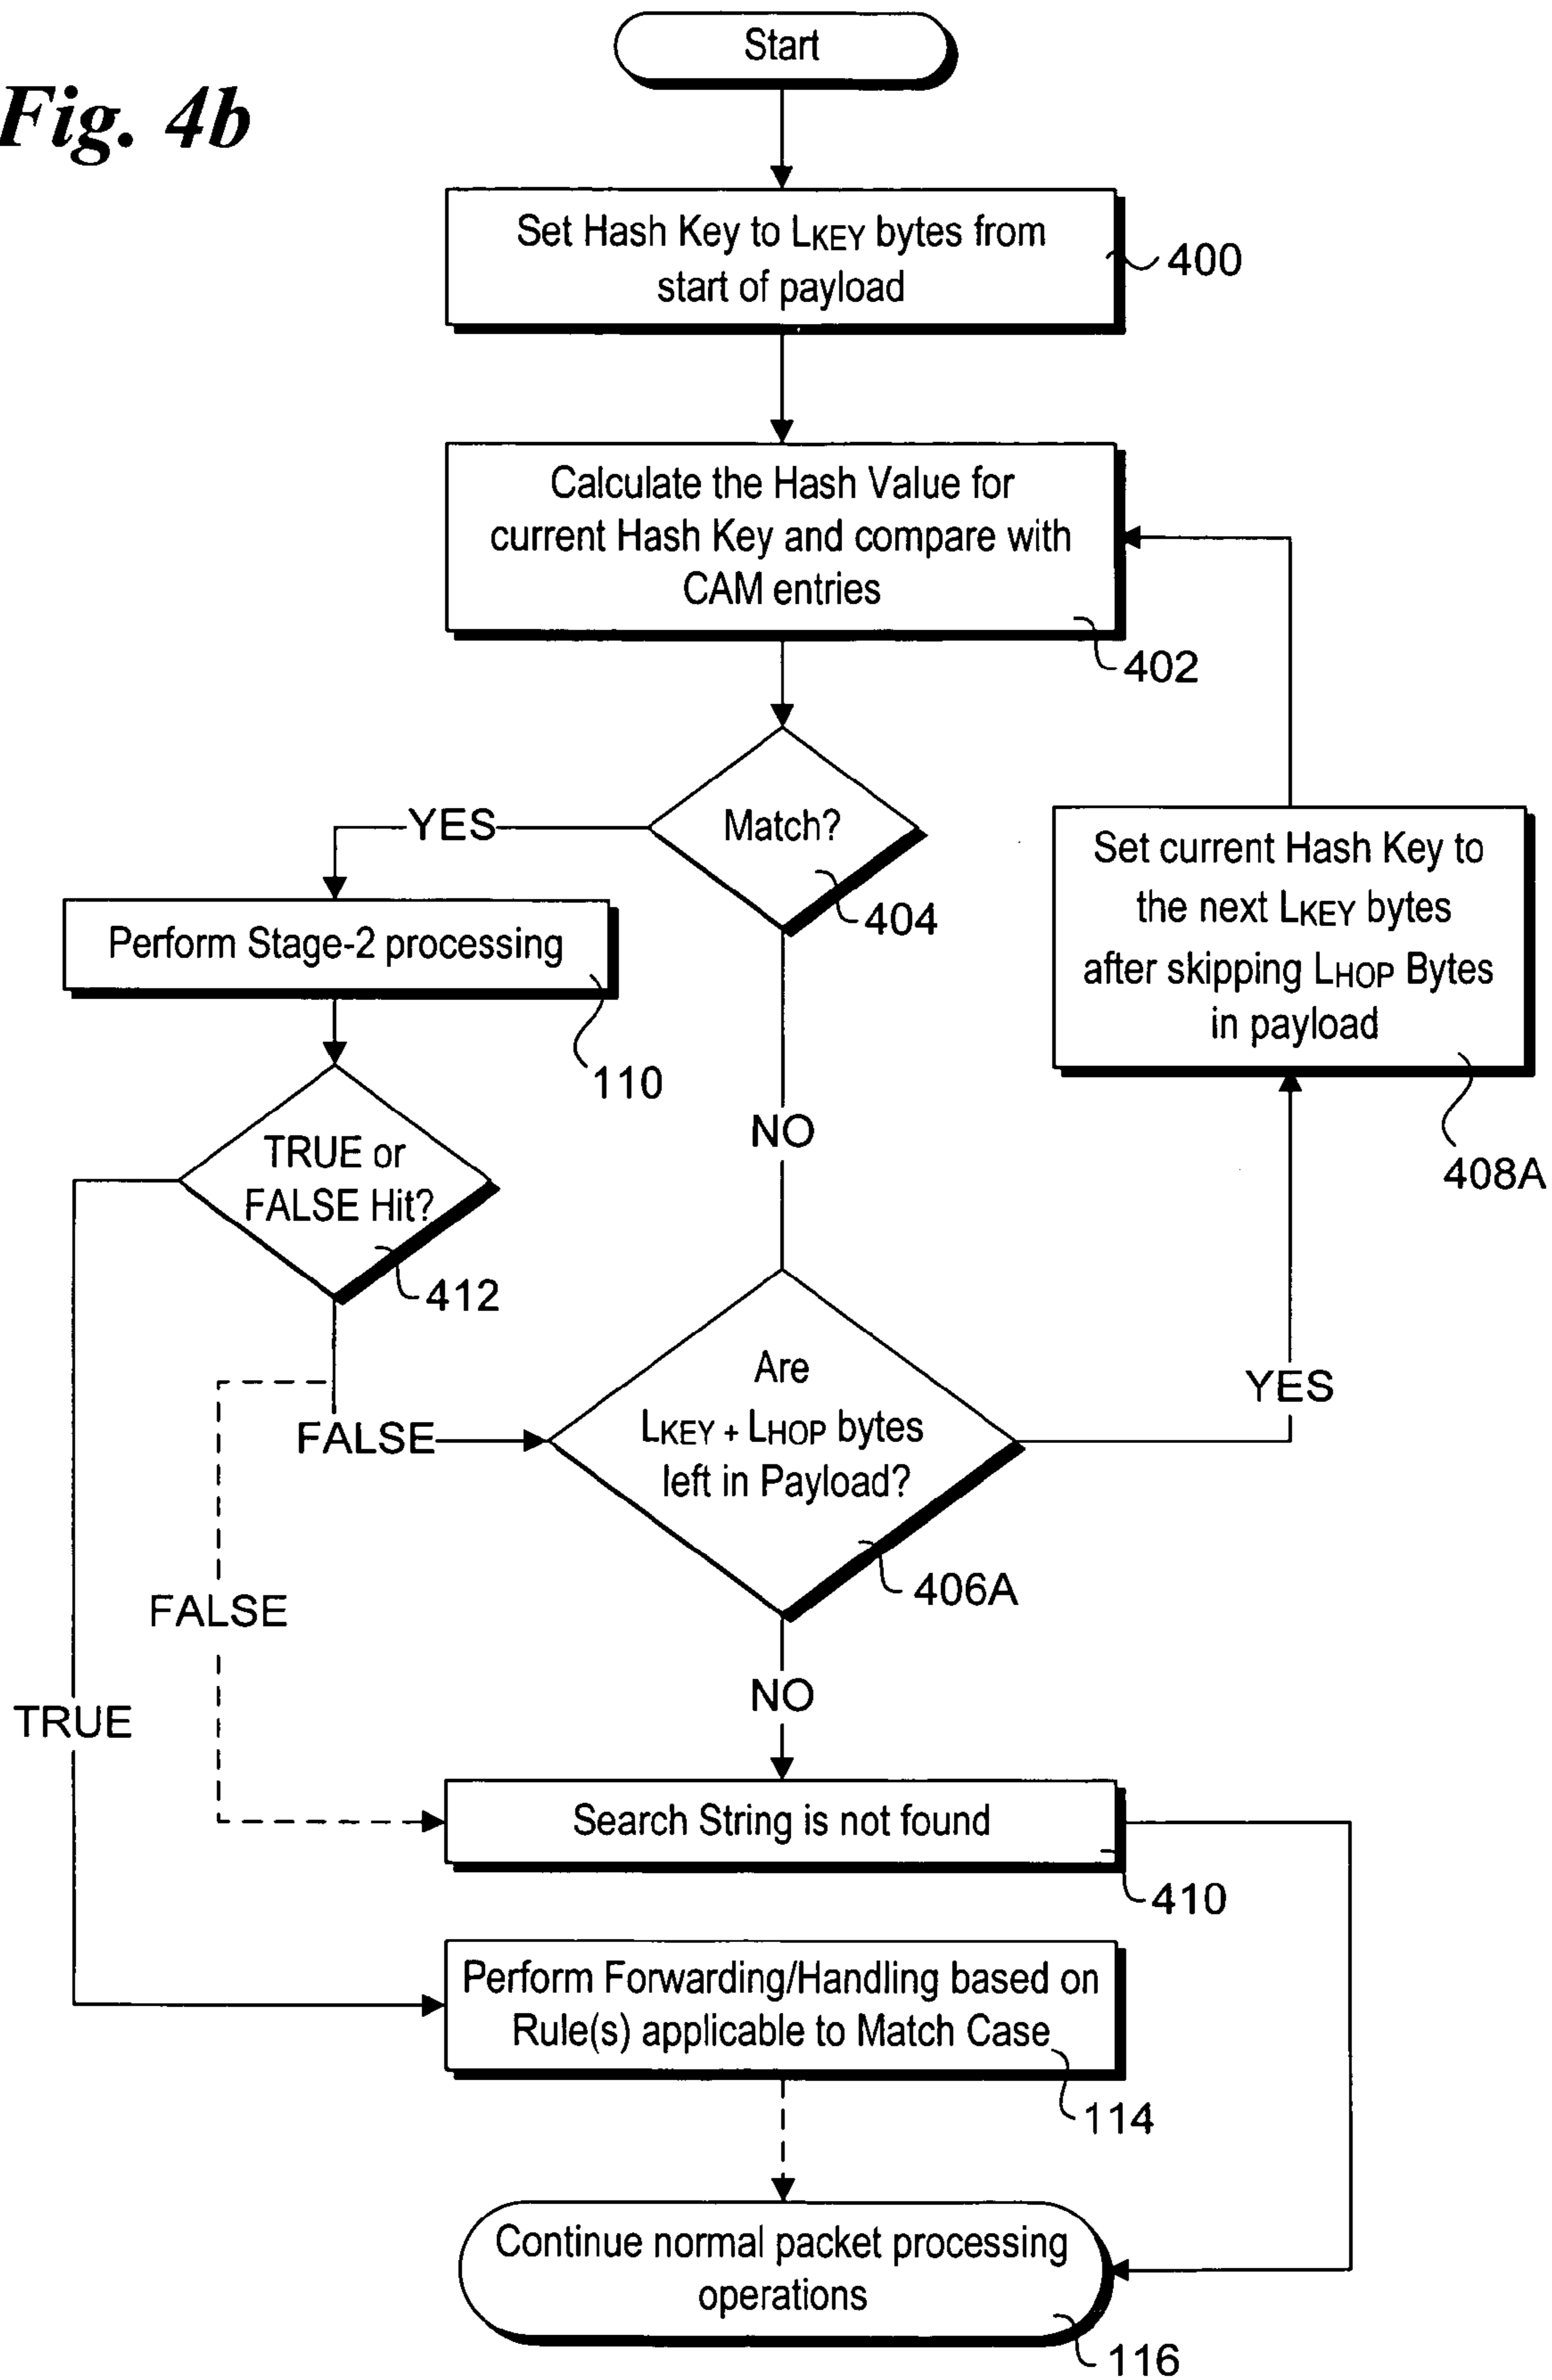 Fig. 4b
Start
Set Hash Key to LKEY bytes from
start of payload
400
Calculate the Hash Value for
current Hash Key and compare with
CAM entries
402
Match?
404
YES
Set current Hash Key to
the next LKEY bytes
after skipping LHOP Bytes
in payload
408A
Perform Stage-2 processing
110
NO
TRUE or
FALSE Hit?
412
Are
LKEY + LHOP bytes
left in Payload?
406A
YES
FALSE
FALSE
NO
TRUE
Search String is not found
410
Perform Forwarding/Handling based on
Rule(s) applicable to Match Case
114
Continue normal packet processing
operations
116